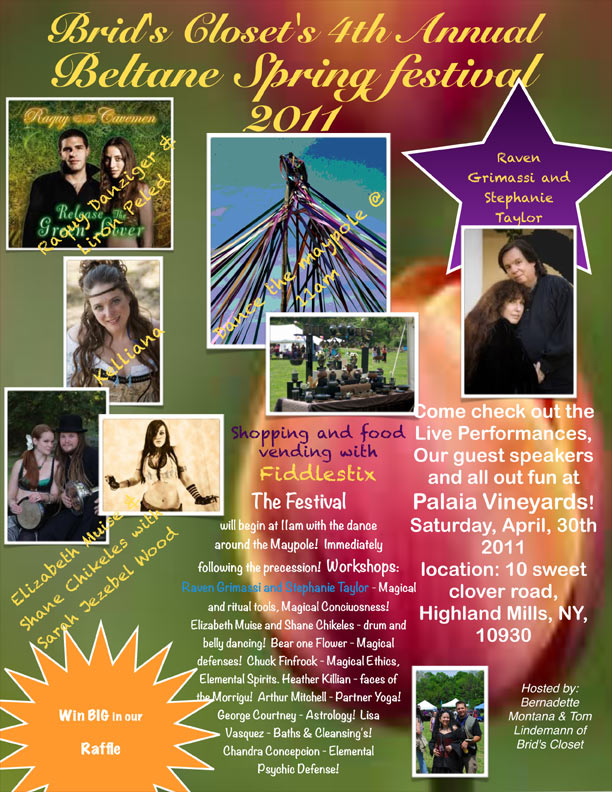 Brid's Closet's 4th Annual
Beltane Spring festival
2011
Raquy and the Cavemen
Release The
Green Lover
Raquy Danziger &
Liron Peled
Dance the maypole @
11am
Raven
Grimassi and
Stephanie
Taylor
Kelliana
Elizabeth Muise &
Shane Chikeles with
Sarah Jezebel Wood
Shopping and food
vending with
Fiddlestix
The Festival
will begin at 11am with the dance
around the Maypole! Immediately
following the precession! Workshops:
Raven Grimassi and Stephanie Taylor - Magical
and ritual tools, Magical Conciuosness!
Elizabeth Muise and Shane Chikeles - drum and
belly dancing! Bear one Flower - Magical
defenses! Chuck Finfrock - Magical Ethics,
Elemental Spirits. Heather Killian - faces of
the Morrigu! Arthur Mitchell - Partner Yoga!
George Courtney - Astrology! Lisa
Vasquez - Baths & Cleansing's!
Chandra Concepcion - Elemental
Psychic Defense!
Come check out the
Live Performances,
Our guest speakers
and all out fun at
Palaia Vineyards!
Saturday, April, 30th
2011
location: 10 sweet
clover road,
Highland Mills, NY,
10930
Win BIG in our
Raffle
Hosted by:
Bernadette
Montana & Tom
Lindemann of
Brid's Closet